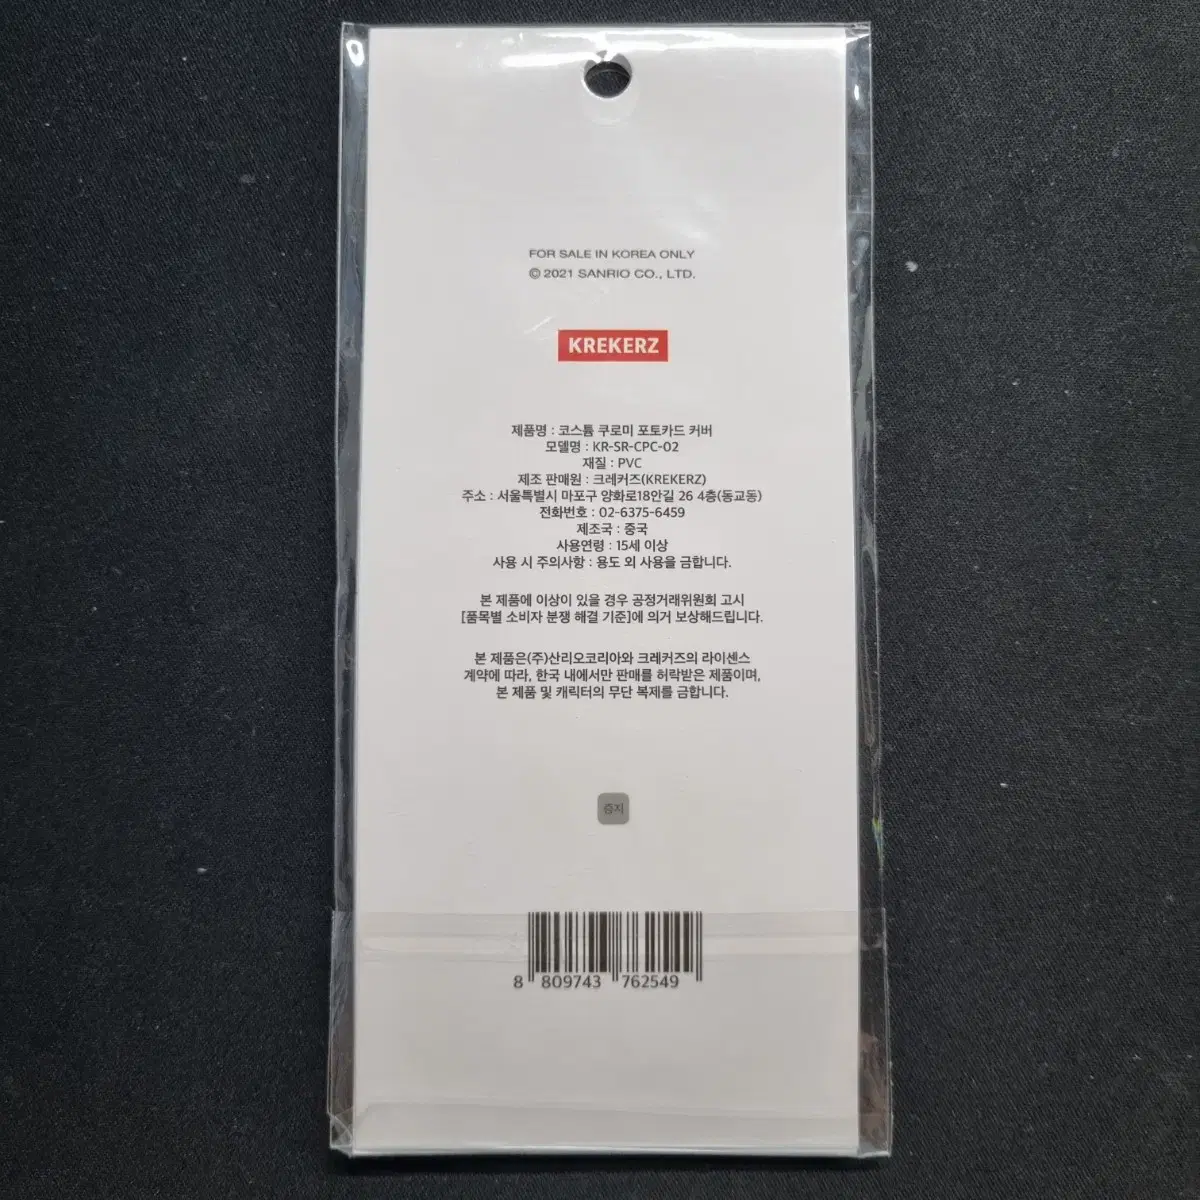 FOR SALE IN KOREA ONLY
© 2021 SANRIO CO., LTD.
KREKERZ
제품명 : 코스튬 쿠로미 포토카드 커버
모델명 : KR-SR-CPC-02
재질 : PVC
제조 판매원 : 크레커즈(KREKERZ)
주소 : 서울특별시 마포구 양화로18안길 26 4층(동교동)
전화번호 : 02-6375-6459
제조국 : 중국
사용연령 : 15세 이상
사용 시 주의사항 : 용도 외 사용을 금합니다.
본 제품에 이상이 있을 경우 공정거래위원회 고시
[품목별 소비자 분쟁 해결 기준]에 의거 보상해드립니다.
본 제품은(주)산리오코리아와 크레커즈의 라이센스
계약에 따라, 한국 내에서만 판매를 허락받은 제품이며,
본 제품 및 캐릭터의 무단 복제를 금합니다.
증지
8 809743 762549